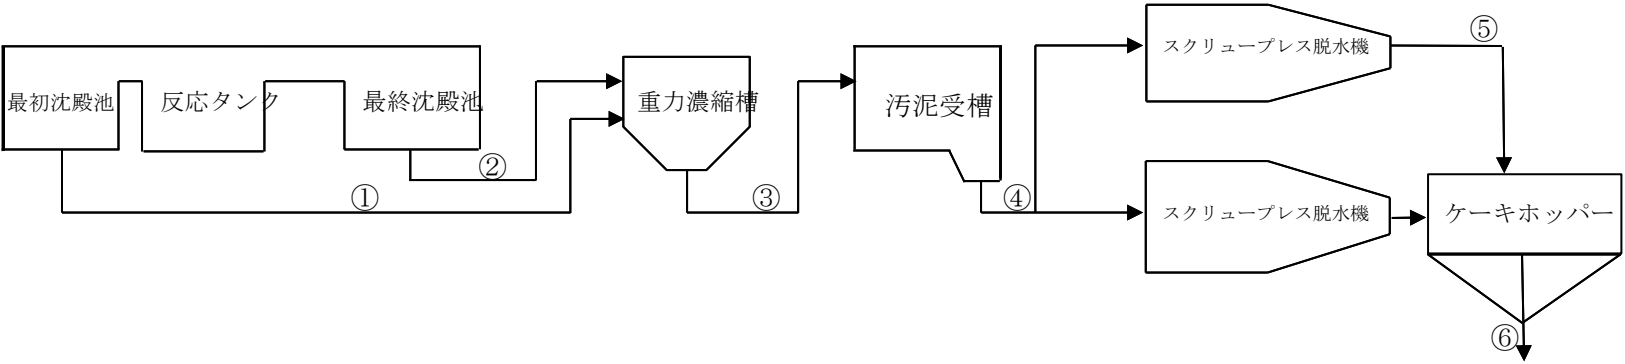 最初沈殿池
反応タンク
最終沈殿池
②
①
重力濃縮槽
③
汚泥受槽
④
スクリュープレス脱水機
⑤
スクリュープレス脱水機
ケーキホッパー
⑥